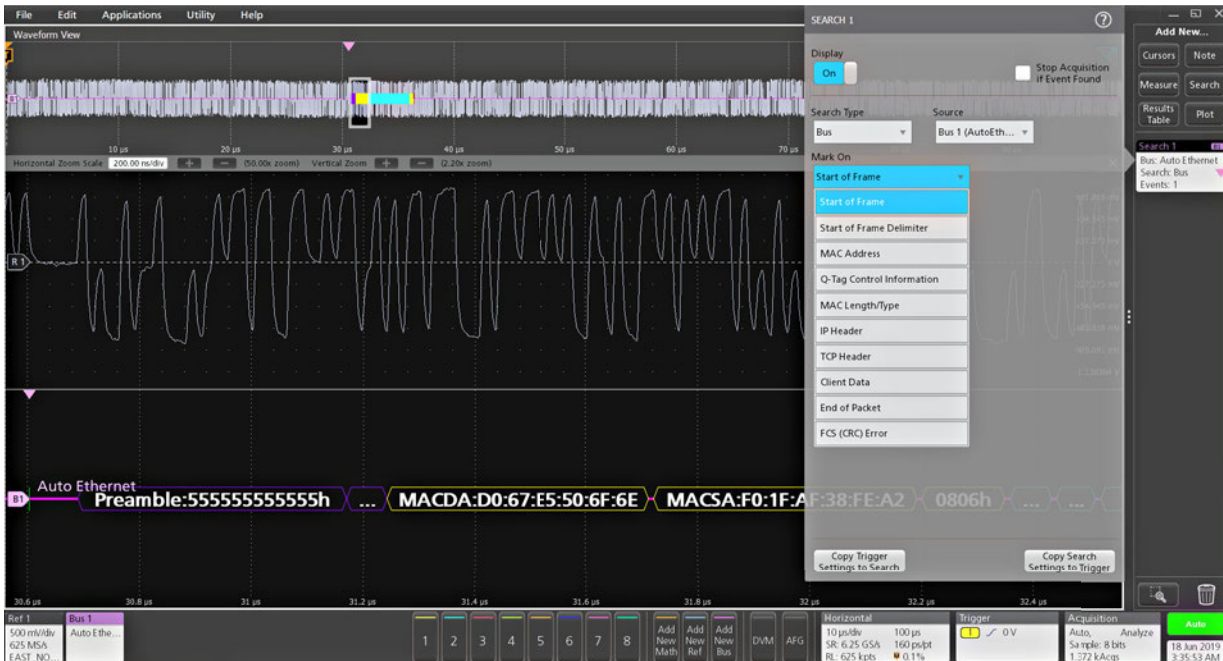 File Edit Applications Utility Help
Waveform View
10 µs 20 µs 30 µs 40 µs 50 µs 60 µs 70 µs
Horizontal Zoom Scale 200.00 ns/div + — (50.00x zoom) Vertical Zoom + — (2.20x zoom)
R 1
B1
Auto Ethernet
Preamble:555555555555h ... MACDA:D0:67:E5:50:6F:6E MACSA:F0:1F:AF:38:FE:A2 0806h ... ...
30.6 µs 30.8 µs 31 µs 31.2 µs 31.4 µs 31.6 µs 31.8 µs 32 µs 32.2 µs 32.4 µs
SEARCH 1 ?
Display
On
Stop Acquisition
if Event Found
Search Type Source
Bus Bus 1 (AutoEth...
Mark On
Start of Frame
Start of Frame
Start of Frame Delimiter
MAC Address
Q-Tag Control Information
MAC Length/Type
IP Header
TCP Header
Client Data
End of Packet
FCS (CRC) Error
Copy Trigger
Settings to Search
Copy Search
Settings to Trigger
Add New...
Cursors Note
Measure Search
Results
Table
Plot
Search 1 B1
Bus: Auto Ethernet
Search: Bus
Events: 1
Ref 1
500 mV/div
625 MS/s
EAST_NO...
Bus 1
Auto Ethe...
1 2 3 4 5 6 7 8
Add
New
Math
Add
New
Ref
Add
New
Bus
DVM AFG
Horizontal
10 µs/div 100 µs
SR: 6.25 GS/s 160 ps/pt
RL: 625 kpts 0.1%
Trigger
1 0 V
Acquisition
Auto, Analyze
Sample: 8 bits
1.372 kAcqs
Auto
18 Jun 2019
3:35:53 AM